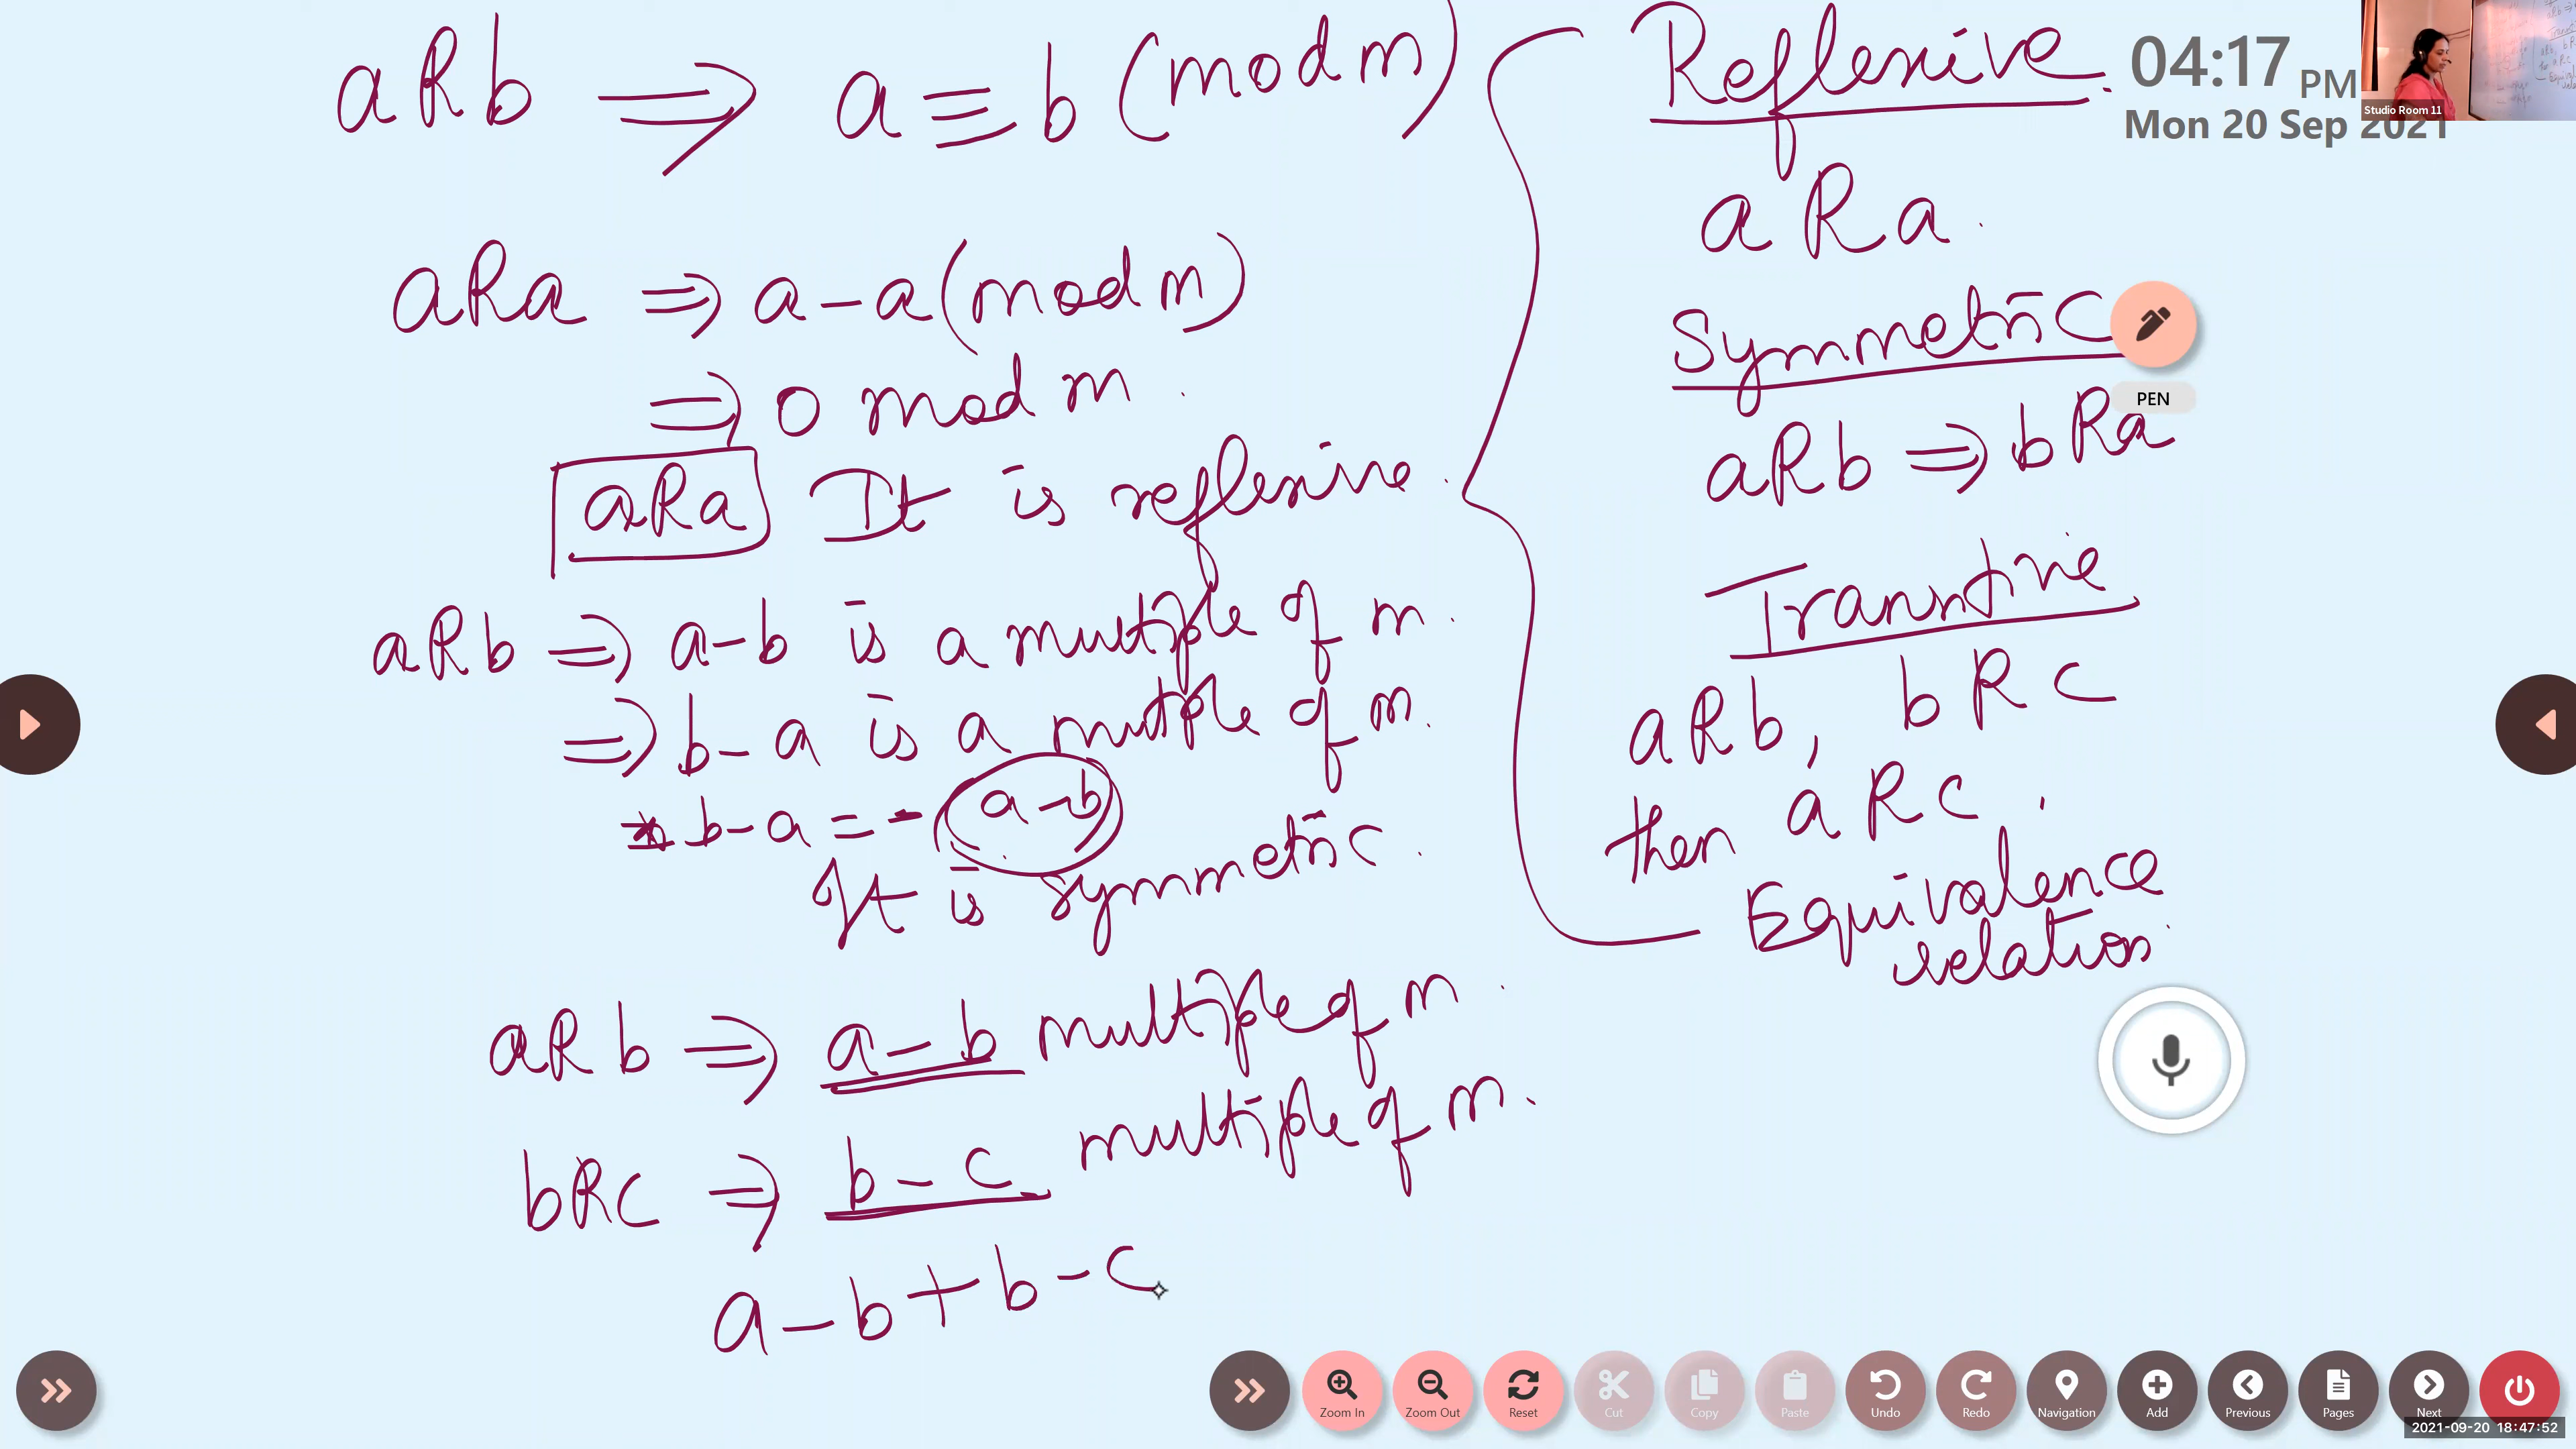 aRb ⟹ a ≡ b (mod m)
aRa ⟹ a - a (mod m)
⟹ 0 mod m.
aRa It is reflexive.
aRb ⟹ a-b is a multiple of m.
⟹ b-a is a mutple of m.
b-a = - a-b
It is symmetric.
aRb ⟹ a-b multiple of m.
bRc ⟹ b-c multiple of m.
a-b+b-c
Reflexive.
aRa.
Symmetric
aRb ⟹ bRa
Transitive
aRb, bRc
then aRc.
Equivalence
relation.
04:17 PM
Mon 20 Sep 2021
Studio Room 11
PEN
Zoom In
Zoom Out
Reset
Cut
Copy
Paste
Undo
Redo
Navigation
Add
Previous
Pages
Next
2021-09-20 18:47:52